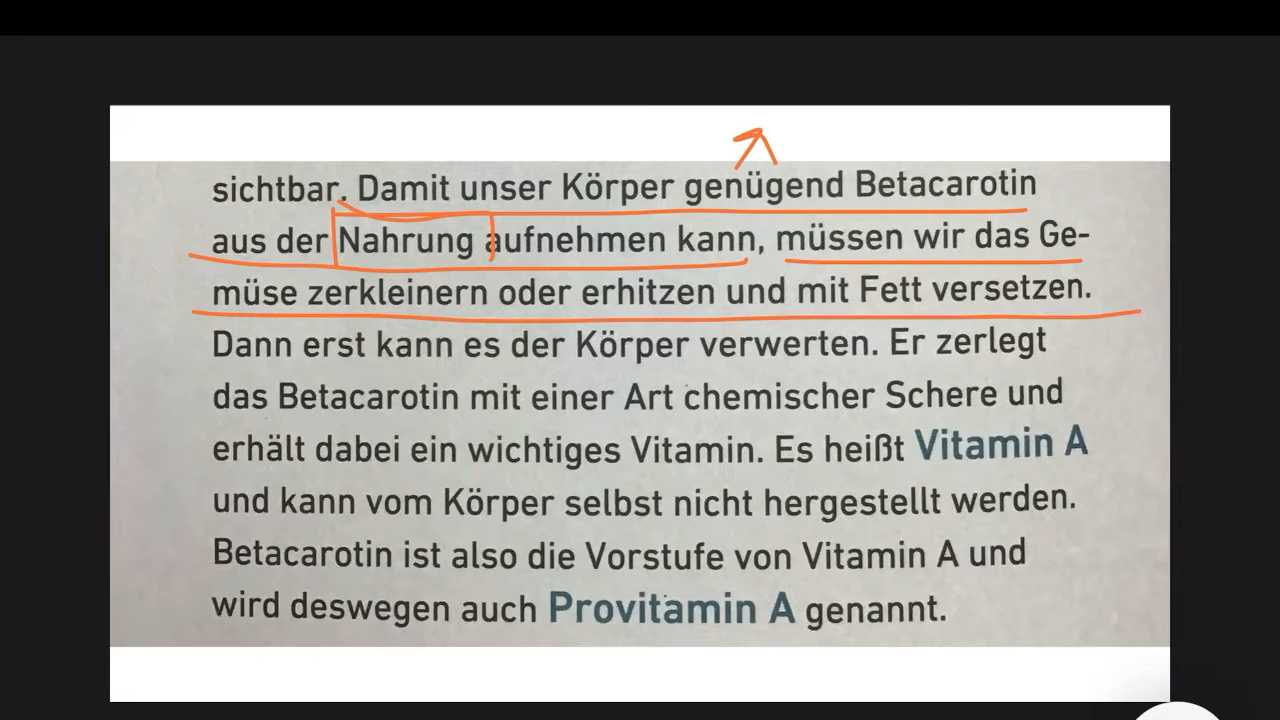 sichtbar. Damit unser Körper genügend Betacarotin
aus der Nahrung aufnehmen kann, müssen wir das Ge-
müse zerkleinern oder erhitzen und mit Fett versetzen.
Dann erst kann es der Körper verwerten. Er zerlegt
das Betacarotin mit einer Art chemischer Schere und
erhält dabei ein wichtiges Vitamin. Es heißt Vitamin A
und kann vom Körper selbst nicht hergestellt werden.
Betacarotin ist also die Vorstufe von Vitamin A und
wird deswegen auch Provitamin A genannt.